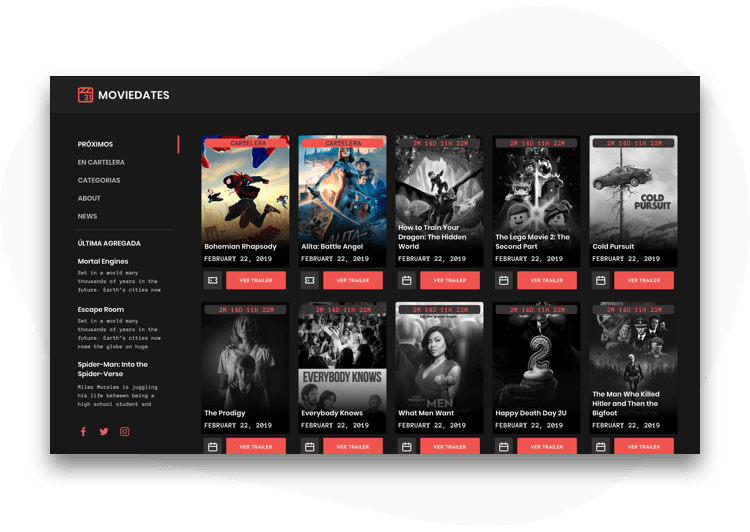 MOVIEDATES
PRÓXIMOS
EN CARTELERA
CATEGORIAS
ABOUT
NEWS
ÚLTIMA AGREGADA
Mortal Engines
Set in a world many
thousands of years in the
future. Earth's cities now
Escape Room
Set in a world many
thousands of years in the
future. Earth's cities now
roam the globe on huge
Spider-Man: Into the
Spider-Verse
Miles Morales is juggling
his life between being a
high school student and
CARTELERA
Bohemian Rhapsody
FEBRUARY 22, 2019
VER TRAILER
CARTELERA
ALITA
Alita: Battle Angel
FEBRUARY 22, 2019
VER TRAILER
2M 14D 11H 22M
How to Train Your
Dragon: The Hidden
World
FEBRUARY 22, 2019
VER TRAILER
2M 14D 11H 22M
The Lego Movie 2: The
Second Part
FEBRUARY 22, 2019
VER TRAILER
2M 14D 11H 22M
COLD
PURSUIT
Cold Pursuit
FEBRUARY 22, 2019
VER TRAILER
2M 14D 11H 22M
The Prodigy
FEBRUARY 22, 2019
VER TRAILER
2M 14D 11H 22M
EVERYBODY KNOWS
Everybody Knows
FEBRUARY 22, 2019
VER TRAILER
2M 14D 11H 22M
Let the games begin.
MEN
What Men Want
FEBRUARY 22, 2019
VER TRAILER
2M 14D 11H 22M
Happy Death Day 2U
FEBRUARY 22, 2019
VER TRAILER
2M 14D 11H 22M
The Man Who Killed
Hitler and Then the
Bigfoot
FEBRUARY 22, 2019
VER TRAILER